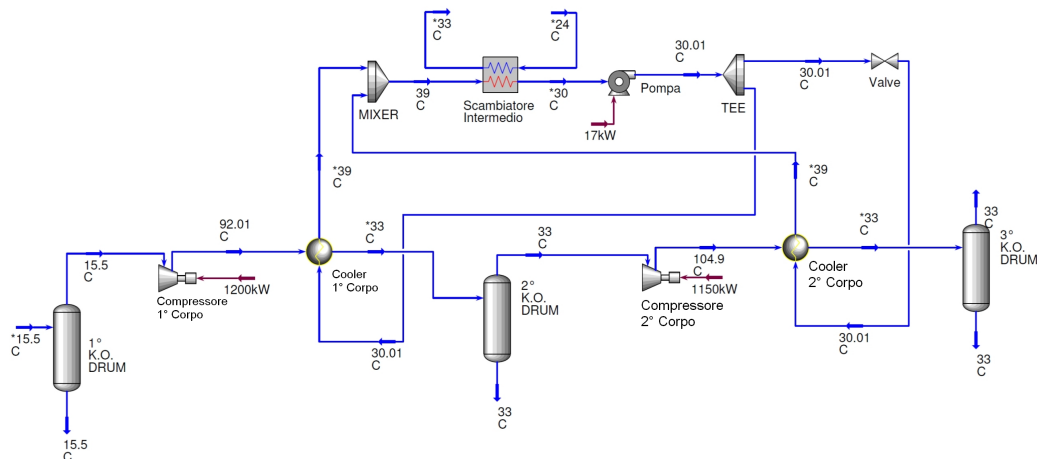 *33
C
*24
C
39
C
*30
C
30.01
C
30.01
C
MIXER
Scambiatore
Intermedio
Pompa
TEE
Valve
17kW
*39
C
*39
C
92.01
C
*33
C
33
C
104.9
C
*33
C
33
C
15.5
C
1200kW
Compressore
1° Corpo
Cooler
1° Corpo
1150kW
Compressore
2° Corpo
Cooler
2° Corpo
3°
K.O.
DRUM
*15.5
C
1°
K.O.
DRUM
2°
K.O.
DRUM
30.01
C
30.01
C
33
C
33
C
15.5
C